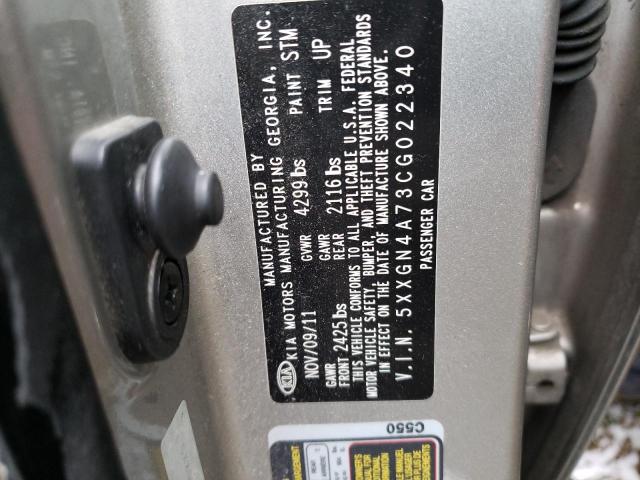 MANUFACTURED BY
KIA KIA MOTORS MANUFACTURING GEORGIA, INC.
NOV/09/11 GVWR 4299lbs PAINT STM
GAWR FRONT 2425lbs GAWR REAR 2116lbs TRIM UP
THIS VEHICLE CONFORMS TO ALL APPLICABLE U.S.A. FEDERAL
MOTOR VEHICLE SAFETY, BUMPER, AND THEFT PREVENTION STANDARDS
IN EFFECT ON THE DATE OF MANUFACTURE SHOWN ABOVE.
V.I.N. 5XXGN4A73CG022340
PASSENGER CAR
C550